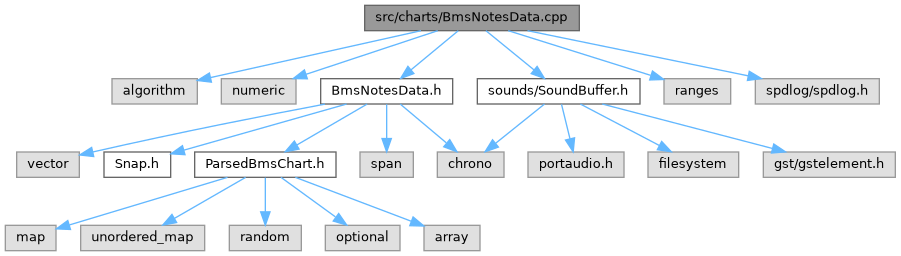 src/charts/BmsNotesData.cpp
algorithm
numeric
BmsNotesData.h
sounds/SoundBuffer.h
ranges
spdlog/spdlog.h
vector
Snap.h
ParsedBmsChart.h
span
chrono
portaudio.h
filesystem
gst/gstelement.h
map
unordered_map
random
optional
array